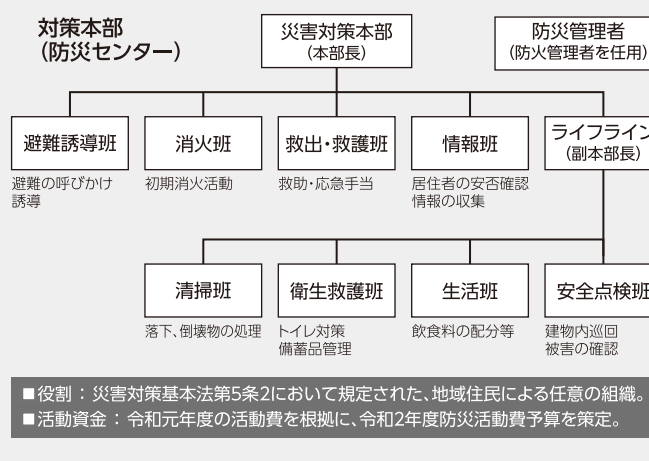 対策本部
(防災センター)
災害対策本部
(本部長)
防災管理者
(防火管理者を任用)
避難誘導班
消火班
救出・救護班
情報班
ライフライン
(副本部長)
避難の呼びかけ
誘導
初期消火活動
救助・応急手当
居住者の安否確認
情報の収集
清掃班
衛生救護班
生活班
安全点検班
落下、倒壊物の処理
トイレ対策
備蓄品管理
飲食料の配分等
建物内巡回
被害の確認
■役割：災害対策基本法第5条2において規定された、地域住民による任意の組織。
■活動資金：令和元年度の活動費を根拠に、令和2年度防災活動費予算を策定。